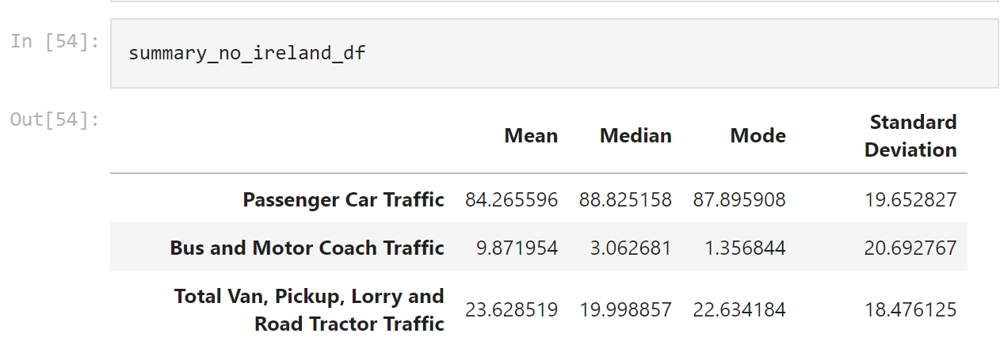 In [54]:
summary_no_ireland_df
Out[54]:
Mean Median Mode Standard Deviation
Passenger Car Traffic 84.265596 88.825158 87.895908 19.652827
Bus and Motor Coach Traffic 9.871954 3.062681 1.356844 20.692767
Total Van, Pickup, Lorry and
Road Tractor Traffic 23.628519 19.998857 22.634184 18.476125